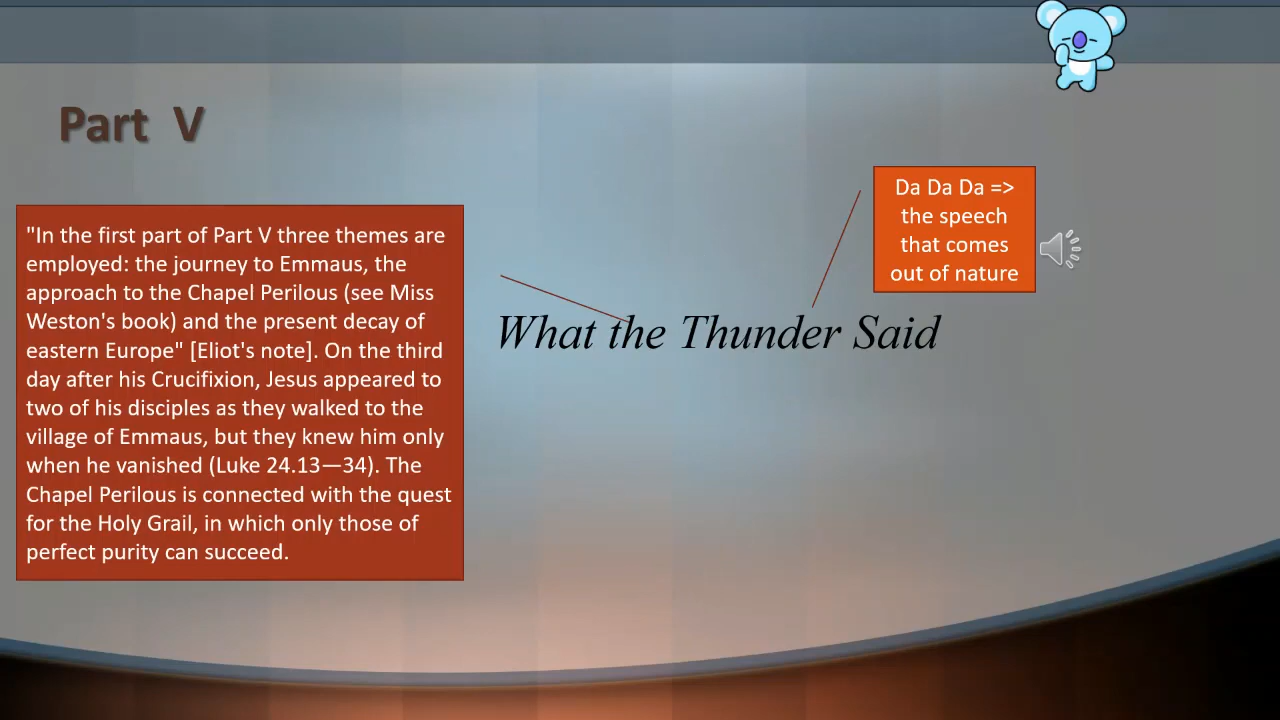 Part V
"In the first part of Part V three themes are
employed: the journey to Emmaus, the
approach to the Chapel Perilous (see Miss
Weston's book) and the present decay of
eastern Europe" [Eliot's note]. On the third
day after his Crucifixion, Jesus appeared to
two of his disciples as they walked to the
village of Emmaus, but they knew him only
when he vanished (Luke 24.13—34). The
Chapel Perilous is connected with the quest
for the Holy Grail, in which only those of
perfect purity can succeed.
Da Da Da =>
the speech
that comes
out of nature
What the Thunder Said